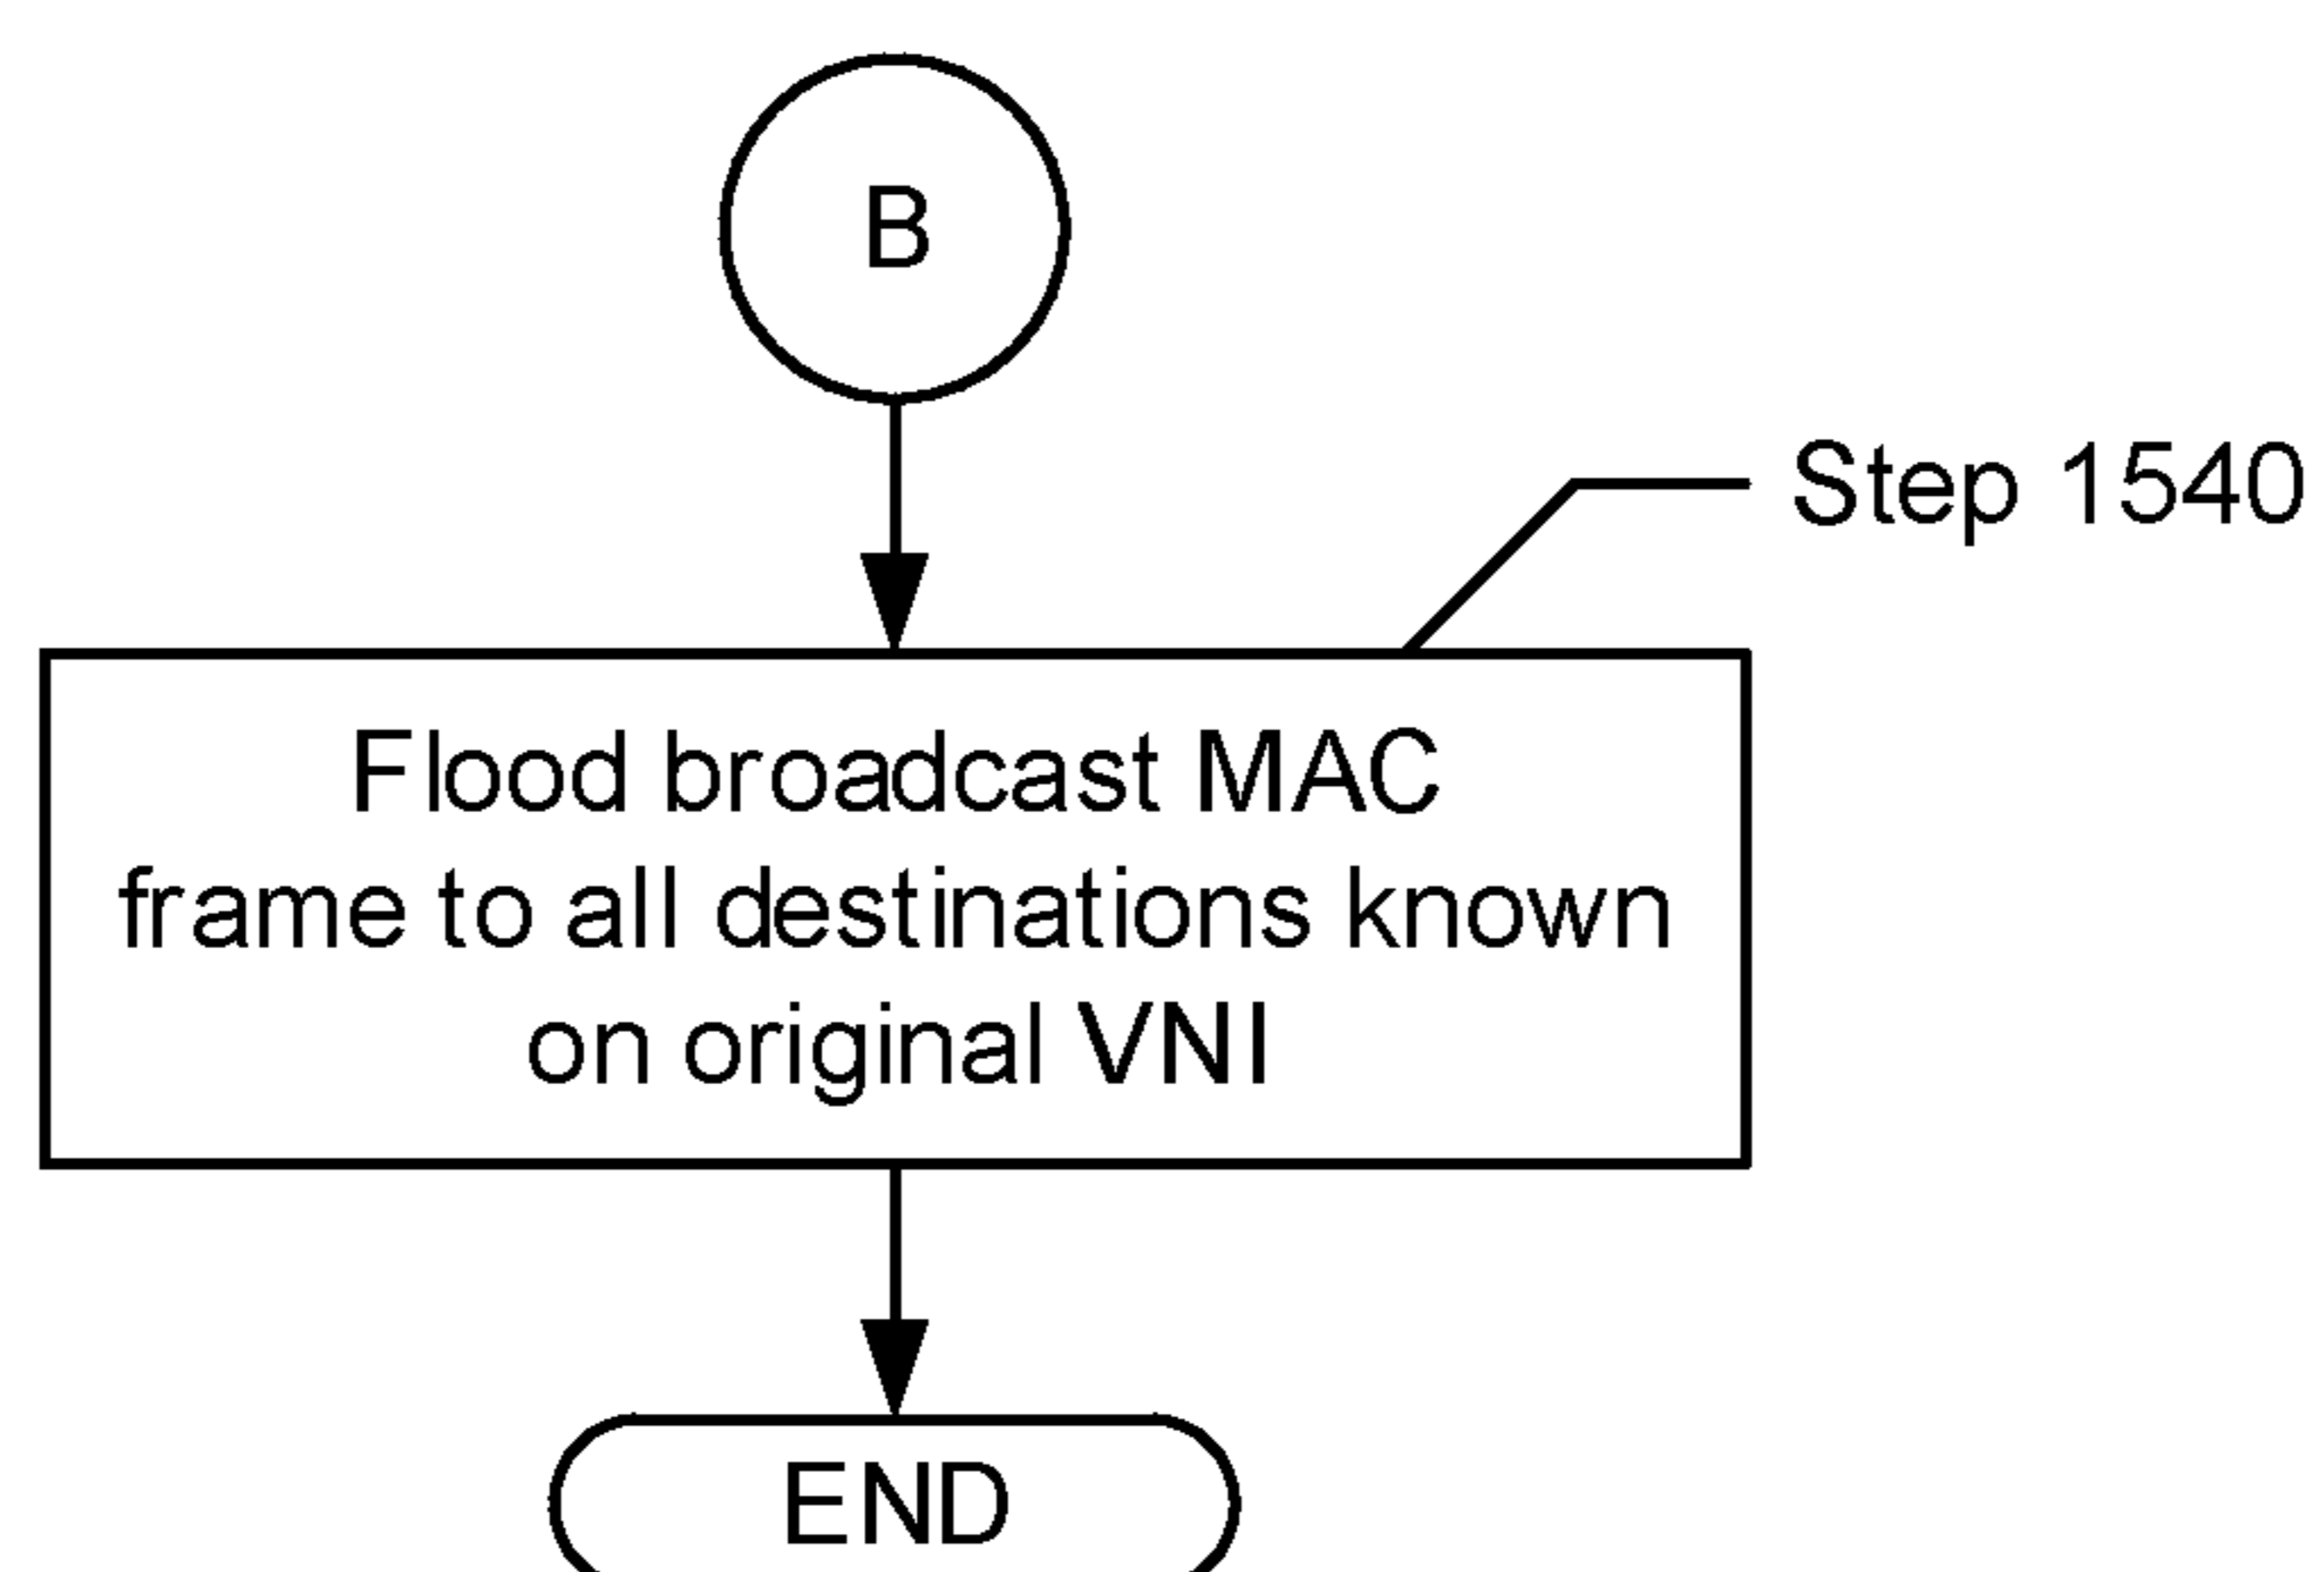 B
Step 1540
Flood broadcast MAC
frame to all destinations known
on original VNI
END